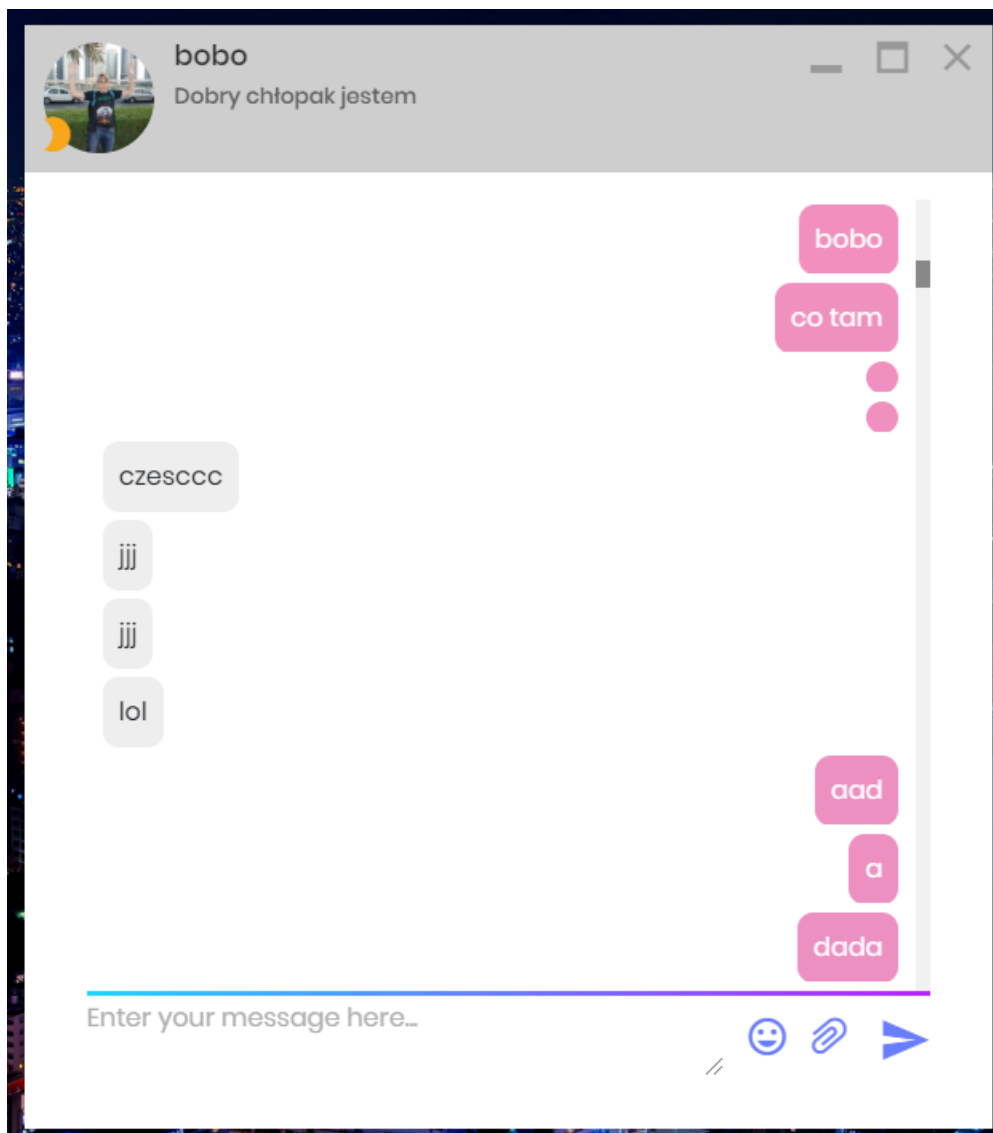 bobo
Dobry chłopak jestem
bobo
co tam
czesccc
jjj
jjj
lol
aad
a
dada
Enter your message here...